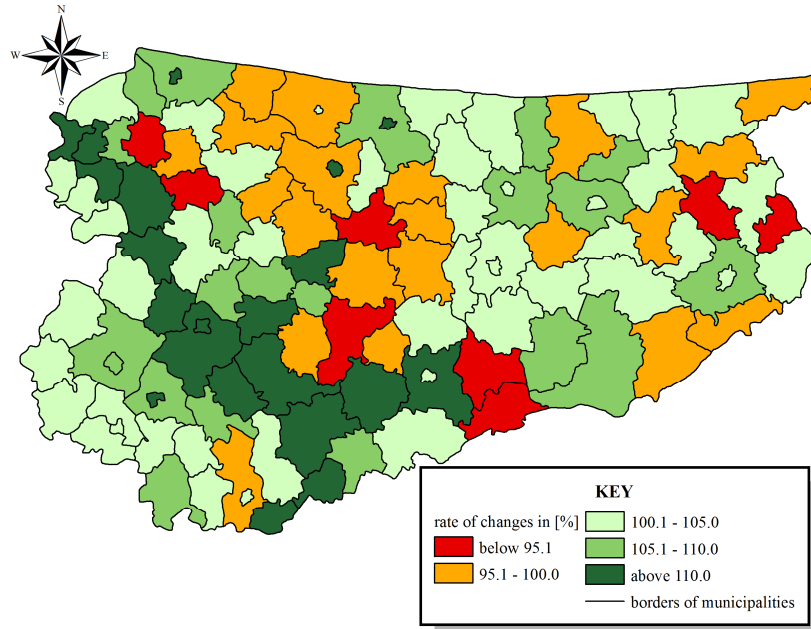 N
W E
S
KEY
rate of changes in [%]
below 95.1
95.1 - 100.0
100.1 - 105.0
105.1 - 110.0
above 110.0
borders of municipalities